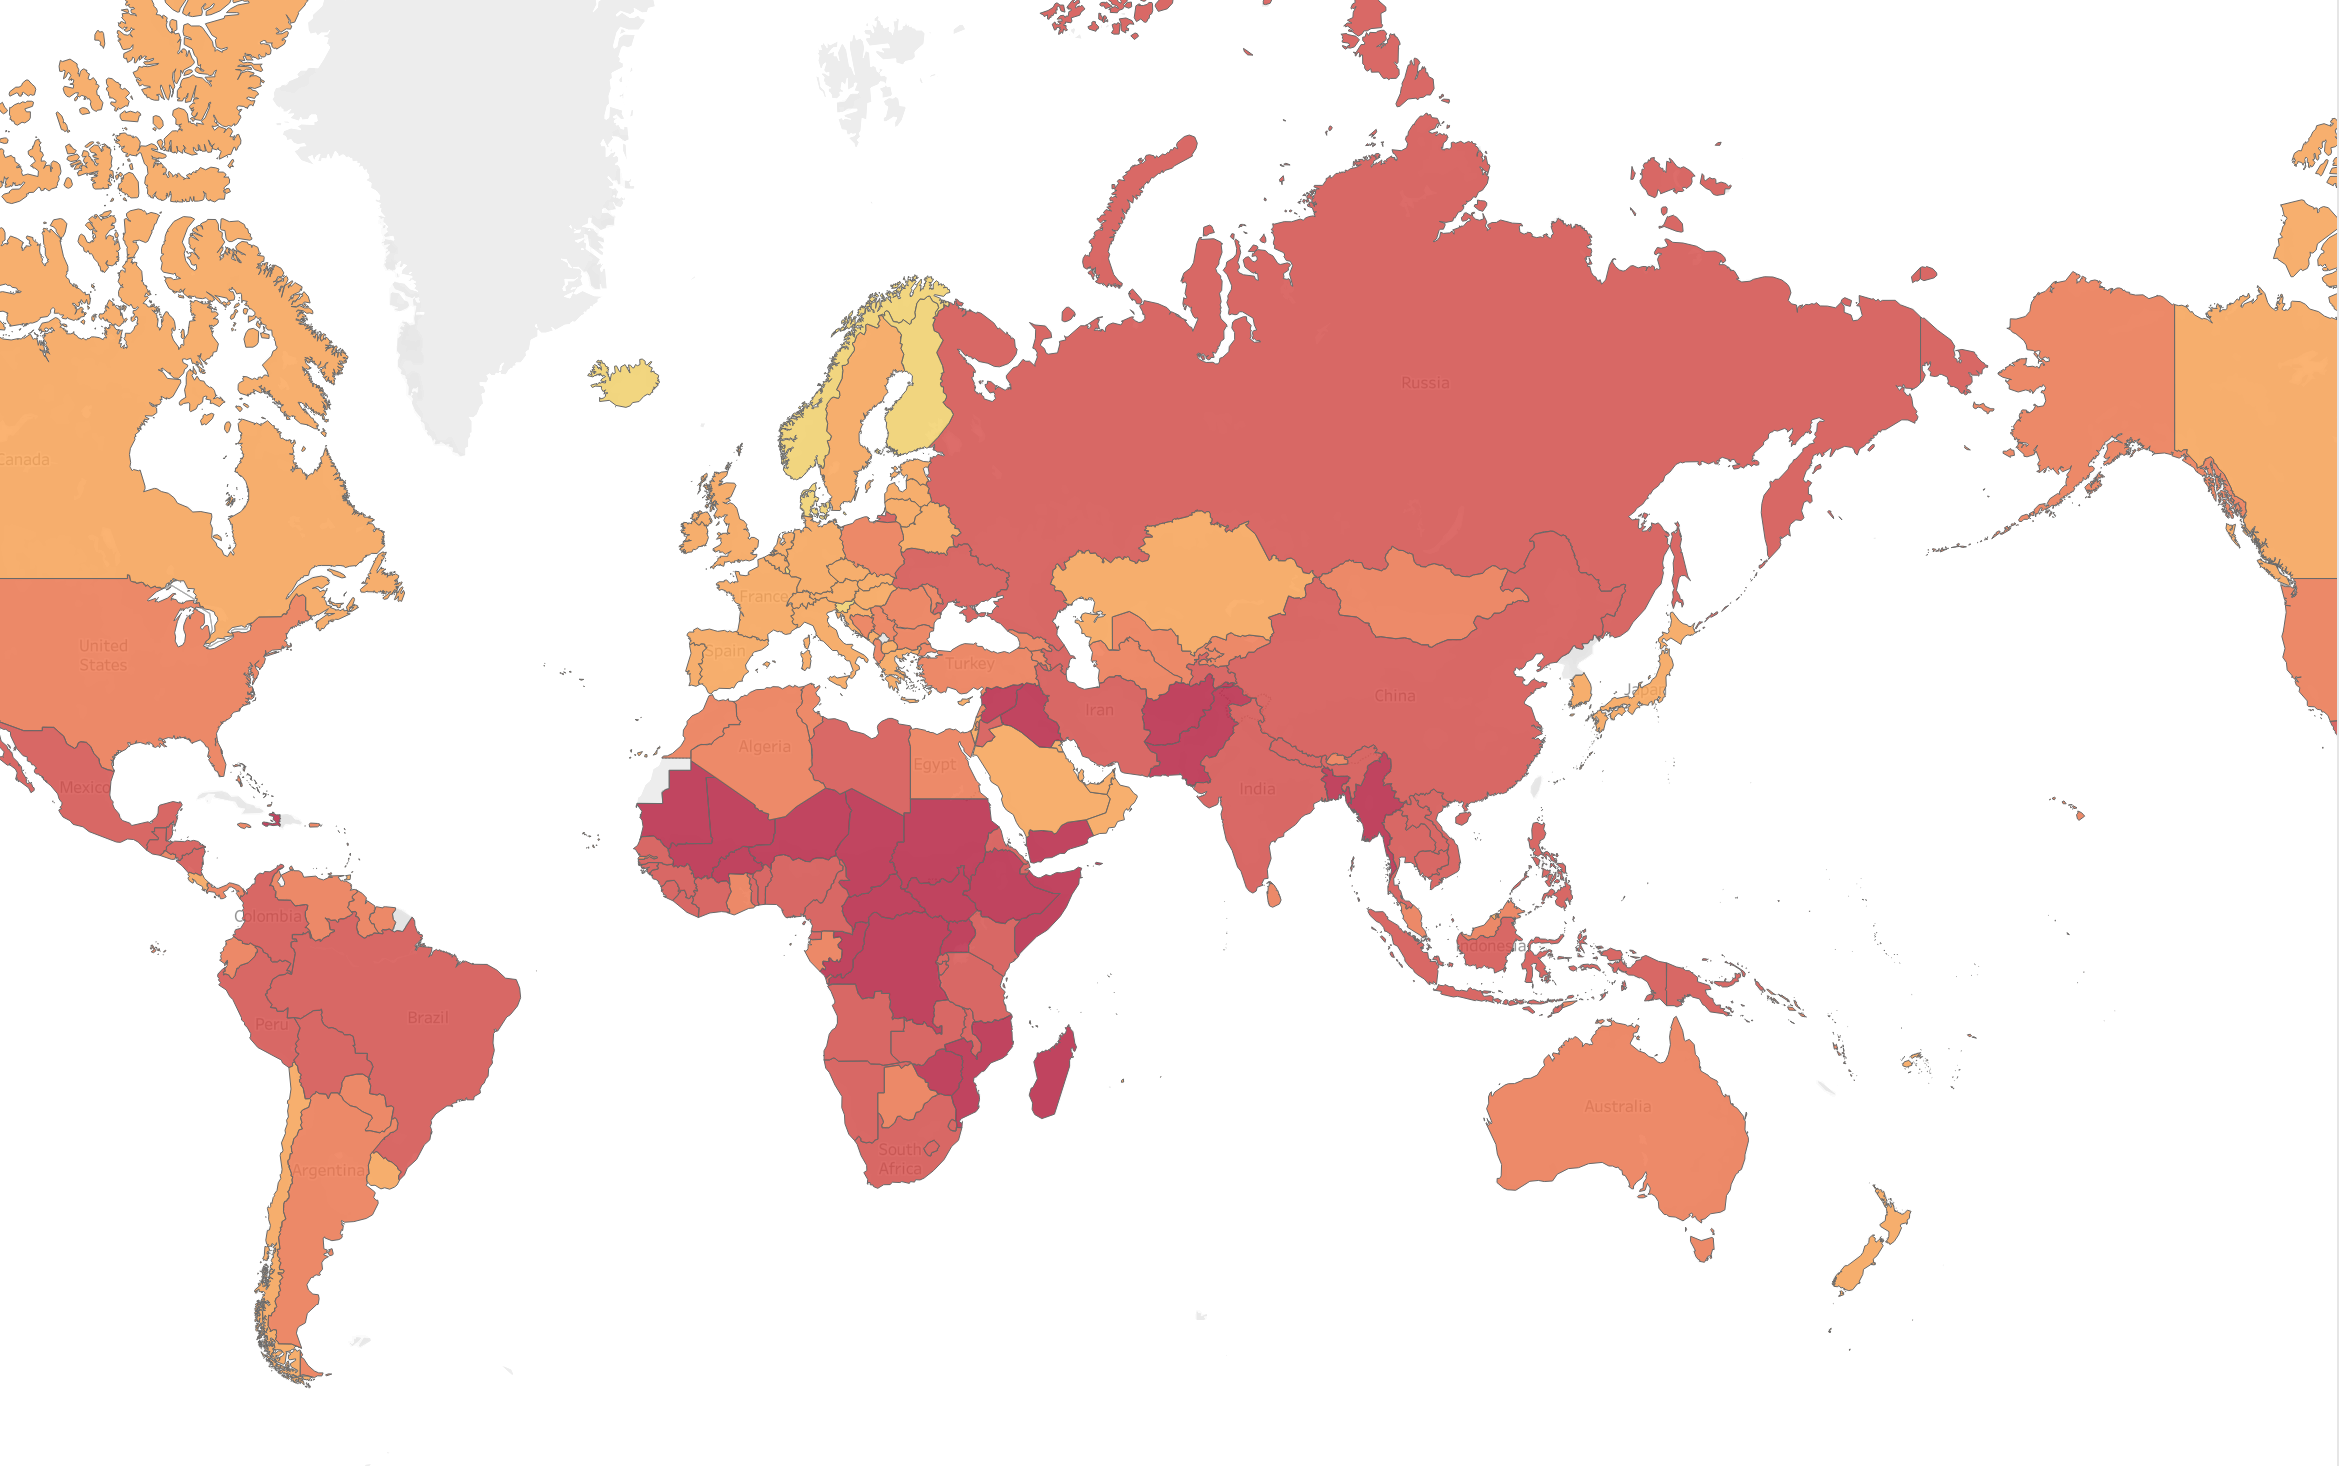 Russia
Canada
France
United
States
Spain
Turkey
Japan
China
Iran
Algeria
Egypt
Mexico
India
Colombia
Indonesia
Peru
Brazil
Australia
South
Africa
Argentina